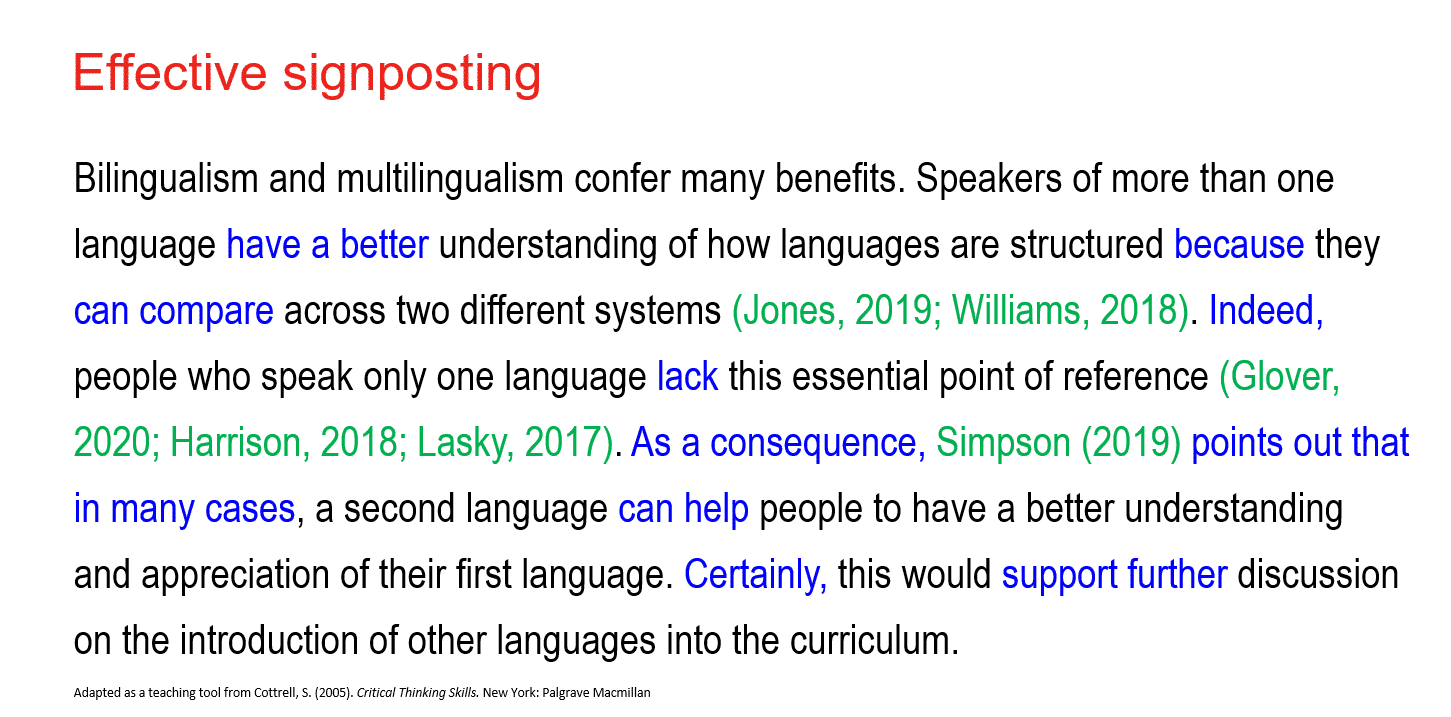 Effective signposting
Bilingualism and multilingualism confer many benefits. Speakers of more than one
language have a better understanding of how languages are structured because they
can compare across two different systems (Jones, 2019; Williams, 2018). Indeed,
people who speak only one language lack this essential point of reference (Glover,
2020; Harrison, 2018; Lasky, 2017). As a consequence, Simpson (2019) points out that
in many cases, a second language can help people to have a better understanding
and appreciation of their first language. Certainly, this would support further discussion
on the introduction of other languages into the curriculum.
Adapted as a teaching tool from Cottrell, S. (2005). Critical Thinking Skills. New York: Palgrave Macmillan